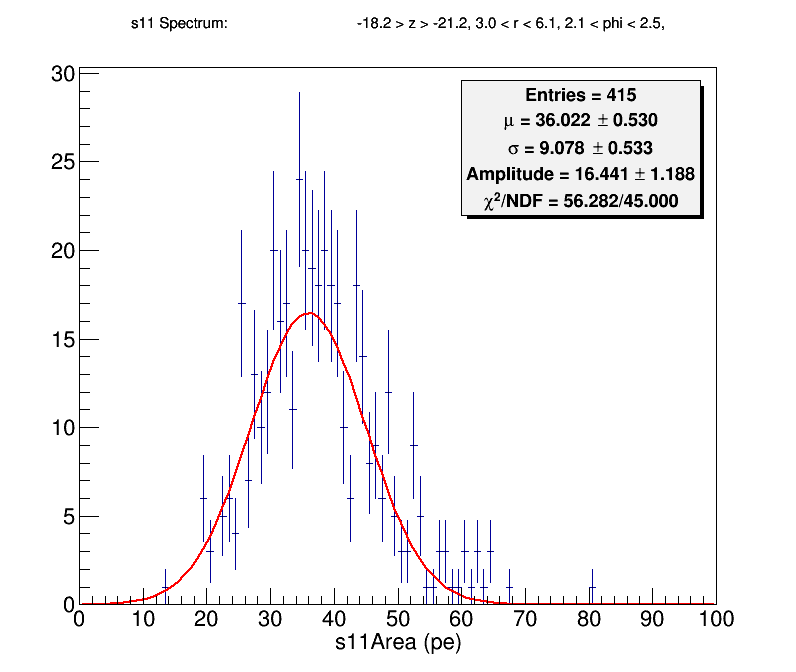 s11 Spectrum: -18.2 > z > -21.2, 3.0 < r < 6.1, 2.1 < phi < 2.5,
Entries = 415
μ = 36.022 ± 0.530
σ = 9.078 ± 0.533
Amplitude = 16.441 ± 1.188
χ²/NDF = 56.282/45.000
30
25
20
15
10
5
0
0 10 20 30 40 50 60 70 80 90 100
s11Area (pe)